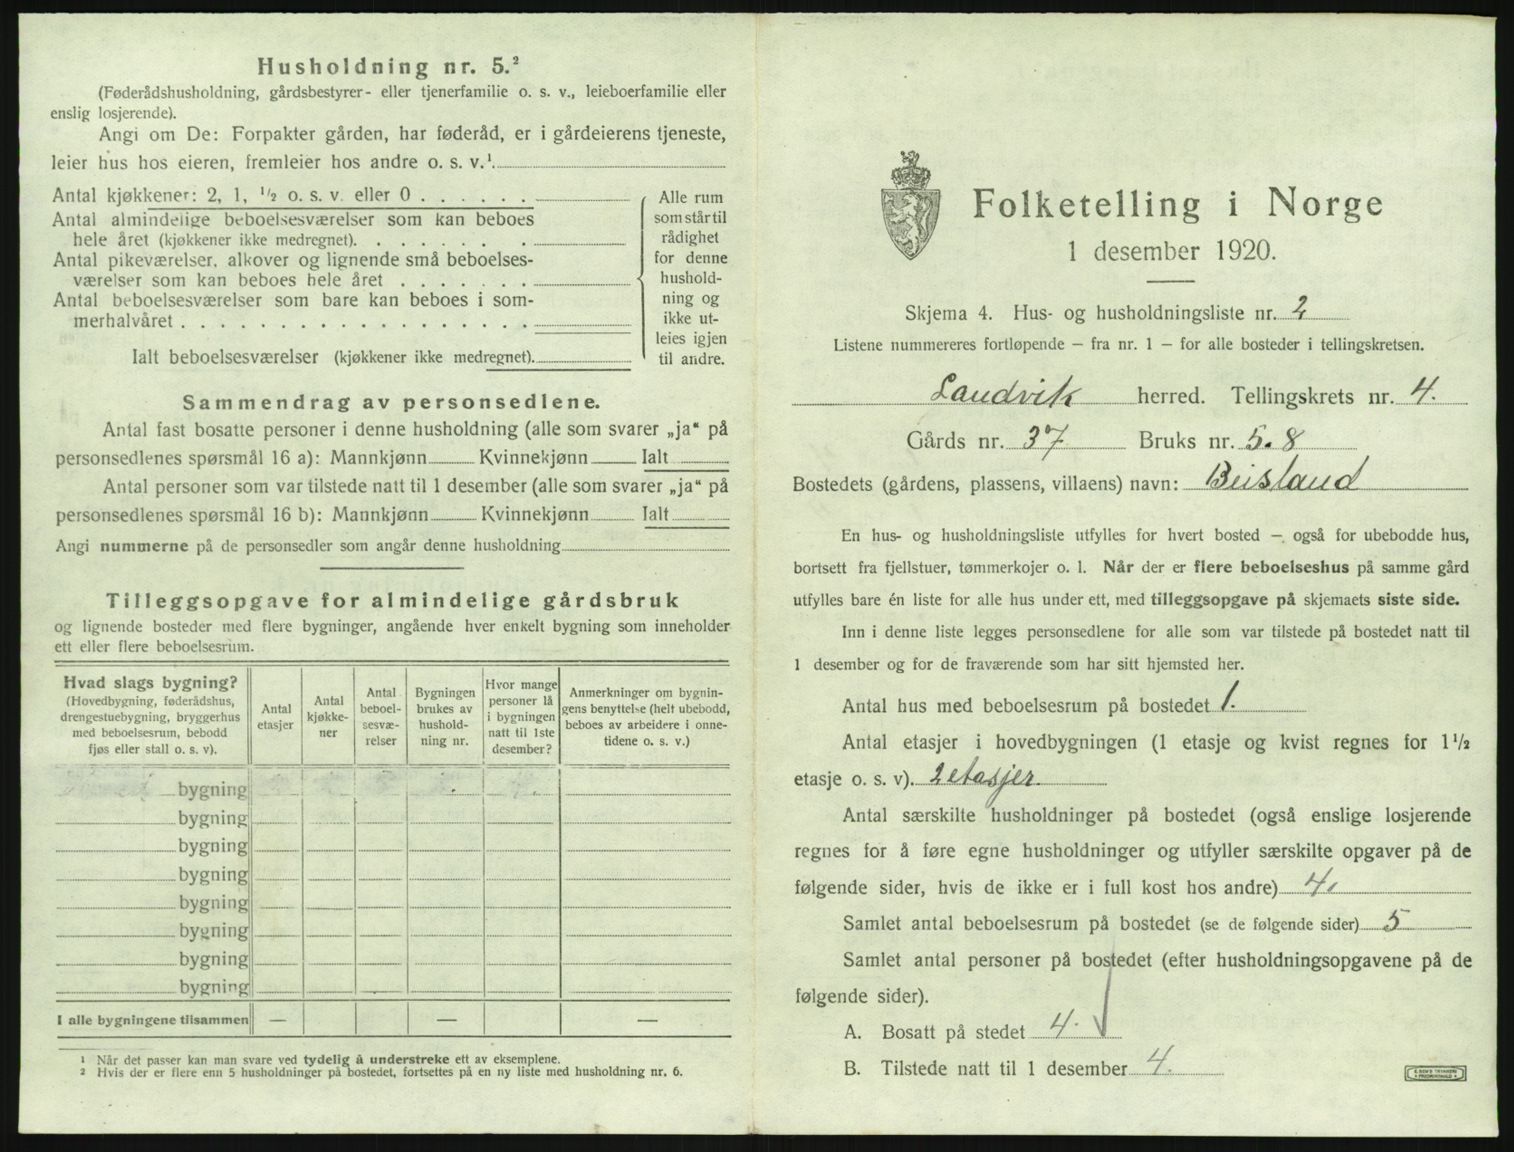 Husholdning nr. 5.²
(Føderådshusholdning, gårdsbestyrer- eller tjenerfamilie o. s. v., leieboerfamilie eller
enslig losjerende).
Angi om De: Forpakter gården, har føderåd, er i gårdeierens tjeneste,
leier hus hos eieren, fremleier hos andre o. s. v.¹
Antal kjøkkener: 2, 1, ½ o. s. v. eller 0 . . . . . .
Antal almindelige beboelsesværelser som kan beboes
hele året (kjøkkener ikke medregnet). . . . . . . .
Antal pikeværelser, alkover og lignende små beboelses-
værelser som kan beboes hele året . . . . . . .
Antal beboelsesværelser som bare kan beboes i som-
merhalvåret . . . . . . . . . . . . . . . . . .
Ialt beboelsesværelser (kjøkkener ikke medregnet).
Alle rum
som står til
rådighet
for denne
hushold-
ning og
ikke ut-
leies igjen
til andre.
Sammendrag av personsedlene.
Antal fast bosatte personer i denne husholdning (alle som svarer „ja“ på
personsedlenes spørsmål 16 a): Mannkjønn Kvinnekjønn Ialt
Antal personer som var tilstede natt til 1 desember (alle som svarer „ja“ på
personsedlenes spørsmål 16 b): Mannkjønn Kvinnekjønn Ialt
Angi nummerne på de personsedler som angår denne husholdning
Tilleggsopgave for almindelige gårdsbruk
og lignende bosteder med flere bygninger, angående hver enkelt bygning som inneholder
ett eller flere beboelsesrum.
Hvad slags bygning?
(Hovedbygning, føderådshus,
drengestuebygning, bryggerhus
med beboelsesrum, bebodd
fjøs eller stall o. s. v).
Antal
etasjer
Antal
kjøkke-
ner
Antal
beboel-
sesvæ-
relser
Bygningen
brukes av
hushold-
ning nr.
Hvor mange
personer lå
i bygningen
natt til 1ste
desember?
Anmerkninger om bygnin-
gens benyttelse (helt ubebodd,
beboes av arbeidere i onne-
tidene o. s. v.)
bygning
bygning
bygning
bygning
bygning
bygning
bygning
bygning
I alle bygningene tilsammen — — —
¹ Når det passer kan man svare ved tydelig å understreke ett av eksemplene.
² Hvis der er flere enn 5 husholdninger på bostedet, fortsettes på en ny liste med husholdning nr. 6.
Folketelling i Norge
1 desember 1920.
Skjema 4. Hus- og husholdningsliste nr. 2
Listene nummereres fortløpende — fra nr. 1 — for alle bosteder i tellingskretsen.
Landvik herred. Tellingskrets nr. 4.
Gårds nr. 37 Bruks nr. 5.8
Bostedets (gårdens, plassens, villaens) navn: Beisland
En hus- og husholdningsliste utfylles for hvert bosted — også for ubebodde hus,
bortsett fra fjellstuer, tømmerkojer o. l. Når der er flere beboelseshus på samme gård
utfylles bare én liste for alle hus under ett, med tilleggsopgave på skjemaets siste side.
Inn i denne liste legges personsedlene for alle som var tilstede på bostedet natt til
1 desember og for de fraværende som har sitt hjemsted her.
Antal hus med beboelsesrum på bostedet 1.
Antal etasjer i hovedbygningen (1 etasje og kvist regnes for 1½
etasje o. s. v). 2 etasjer.
Antal særskilte husholdninger på bostedet (også enslige losjerende
regnes for å føre egne husholdninger og utfyller særskilte opgaver på de
følgende sider, hvis de ikke er i full kost hos andre) 4.
Samlet antal beboelsesrum på bostedet (se de følgende sider) 5
Samlet antal personer på bostedet (efter husholdningsopgavene på de
følgende sider).
A. Bosatt på stedet 4.
B. Tilstede natt til 1 desember 4.